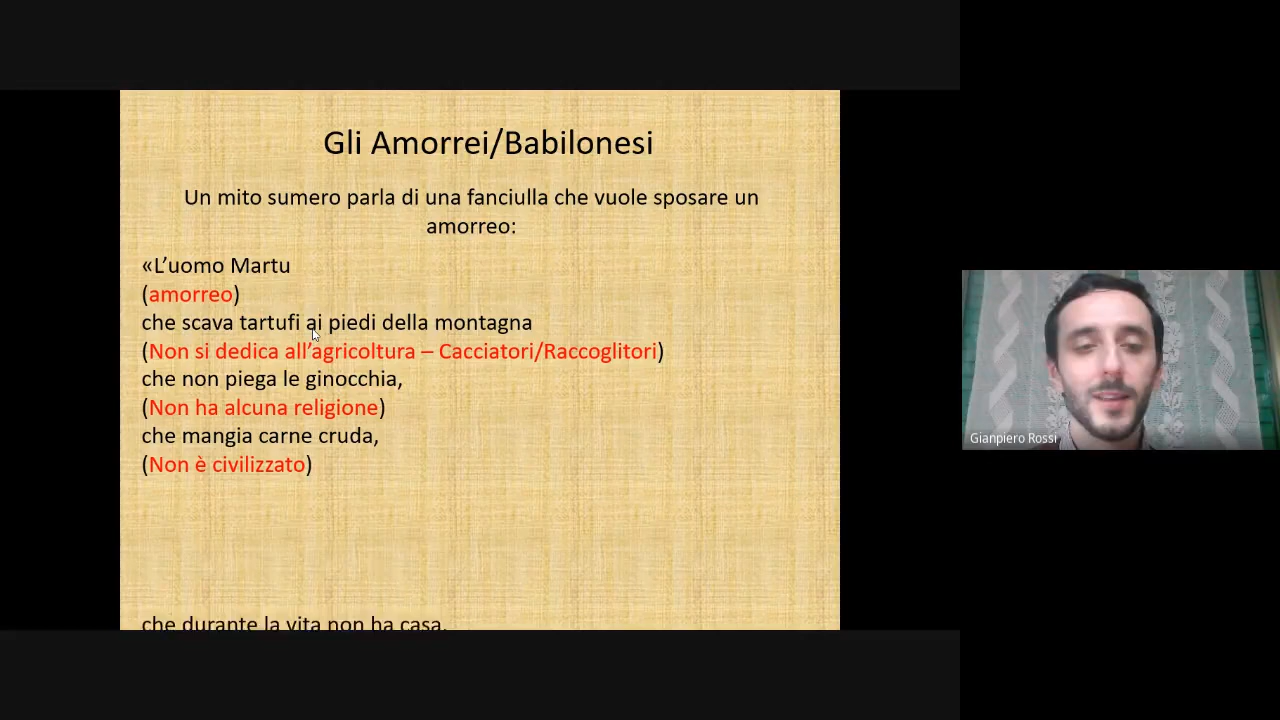 Gli Amorrei/Babilonesi
Un mito sumero parla di una fanciulla che vuole sposare un
amorreo:
«L’uomo Martu
(amorreo)
che scava tartufi ai piedi della montagna
(Non si dedica all’agricoltura – Cacciatori/Raccoglitori)
che non piega le ginocchia,
(Non ha alcuna religione)
che mangia carne cruda,
(Non è civilizzato)
che durante la vita non ha casa,
Gianpiero Rossi